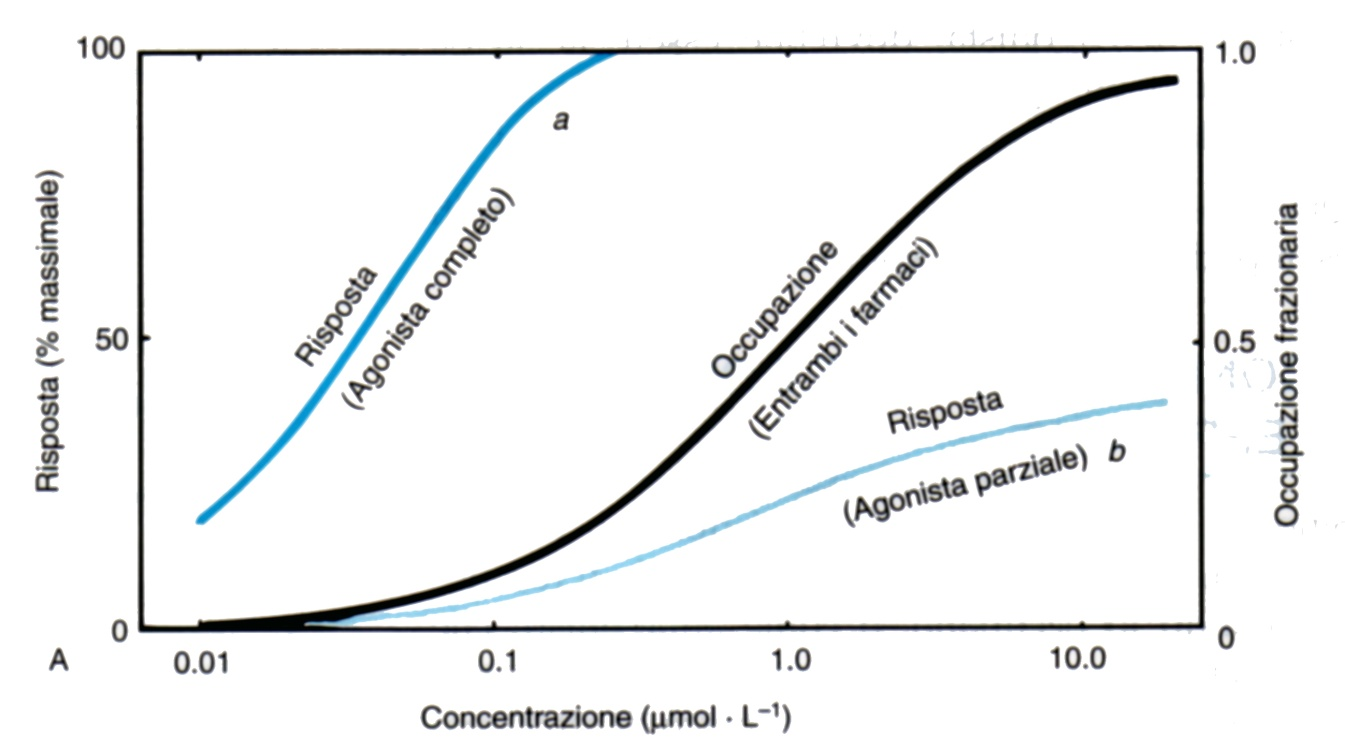 100
1.0
a
Risposta
(Agonista completo)
Occupazione
(Entrambi i farmaci)
Risposta (% massimale)
50
0.5
Occupazione frazionaria
Risposta
(Agonista parziale) b
0
0
A
0.01
0.1
1.0
10.0
Concentrazione (μmol · L⁻¹)